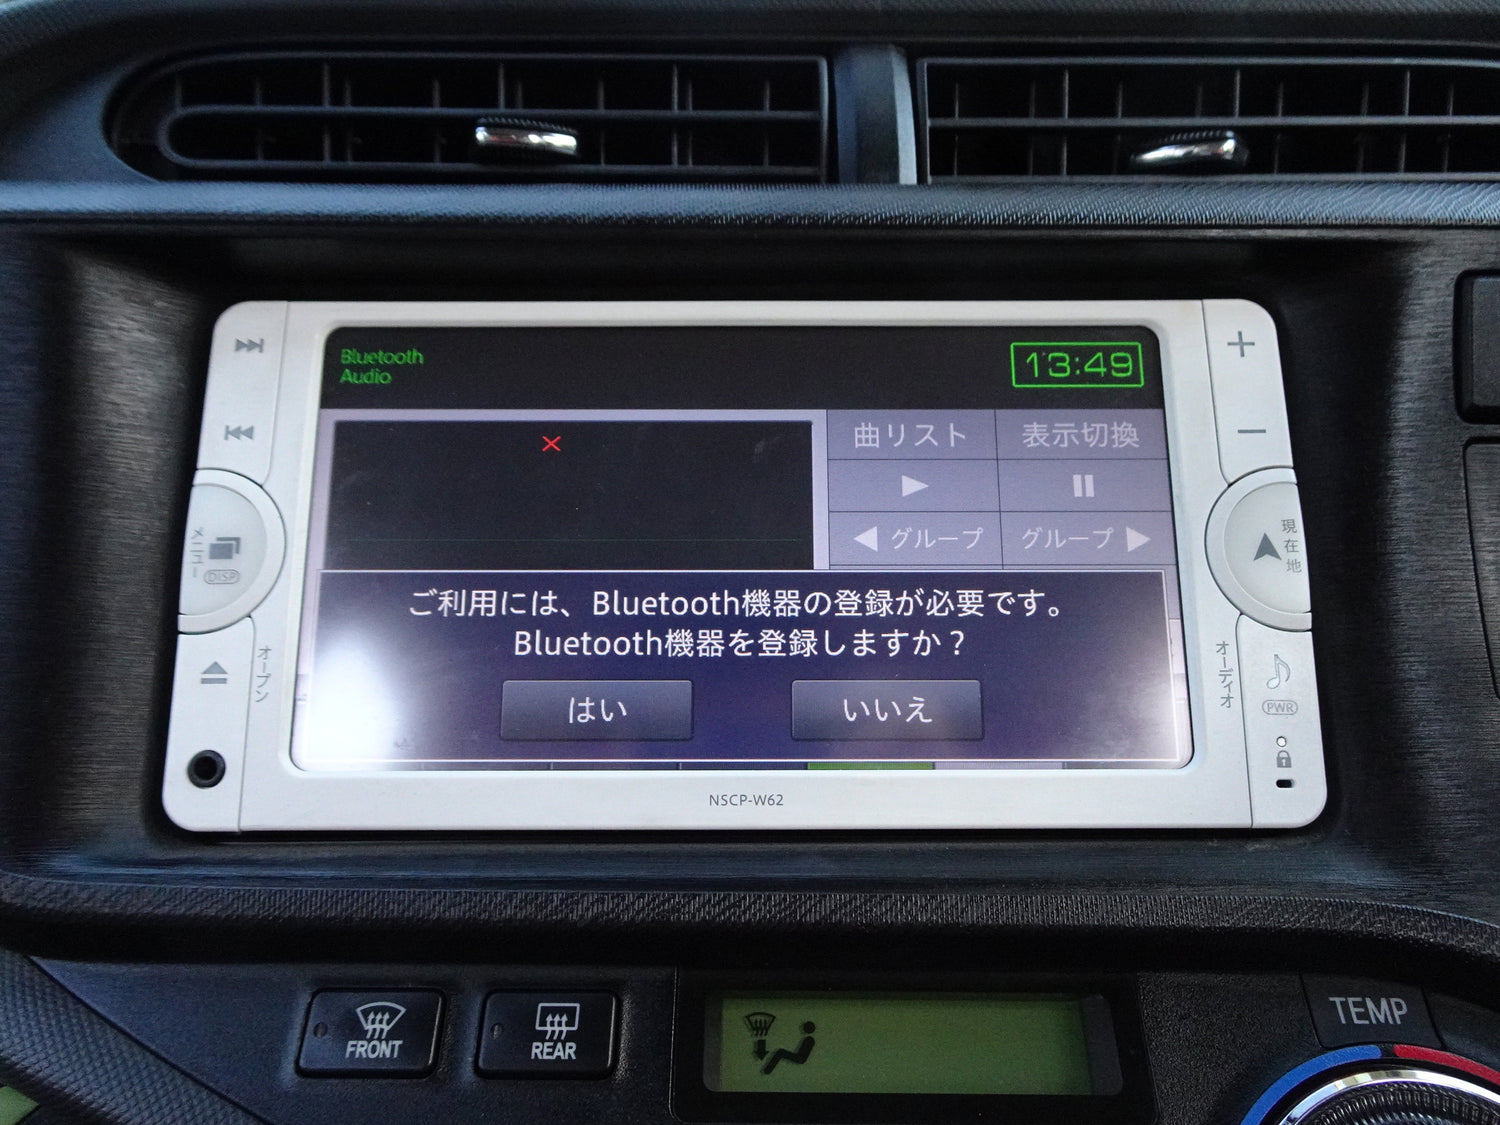 Bluetooth
Audio
13:49
曲リスト
表示切換
グループ
グループ
ご利用には、Bluetooth機器の登録が必要です。
Bluetooth機器を登録しますか？
はい
いいえ
メニュー
DISP
オープン
現在地
オーディオ
PWR
NSCP-W62
FRONT
REAR
TEMP